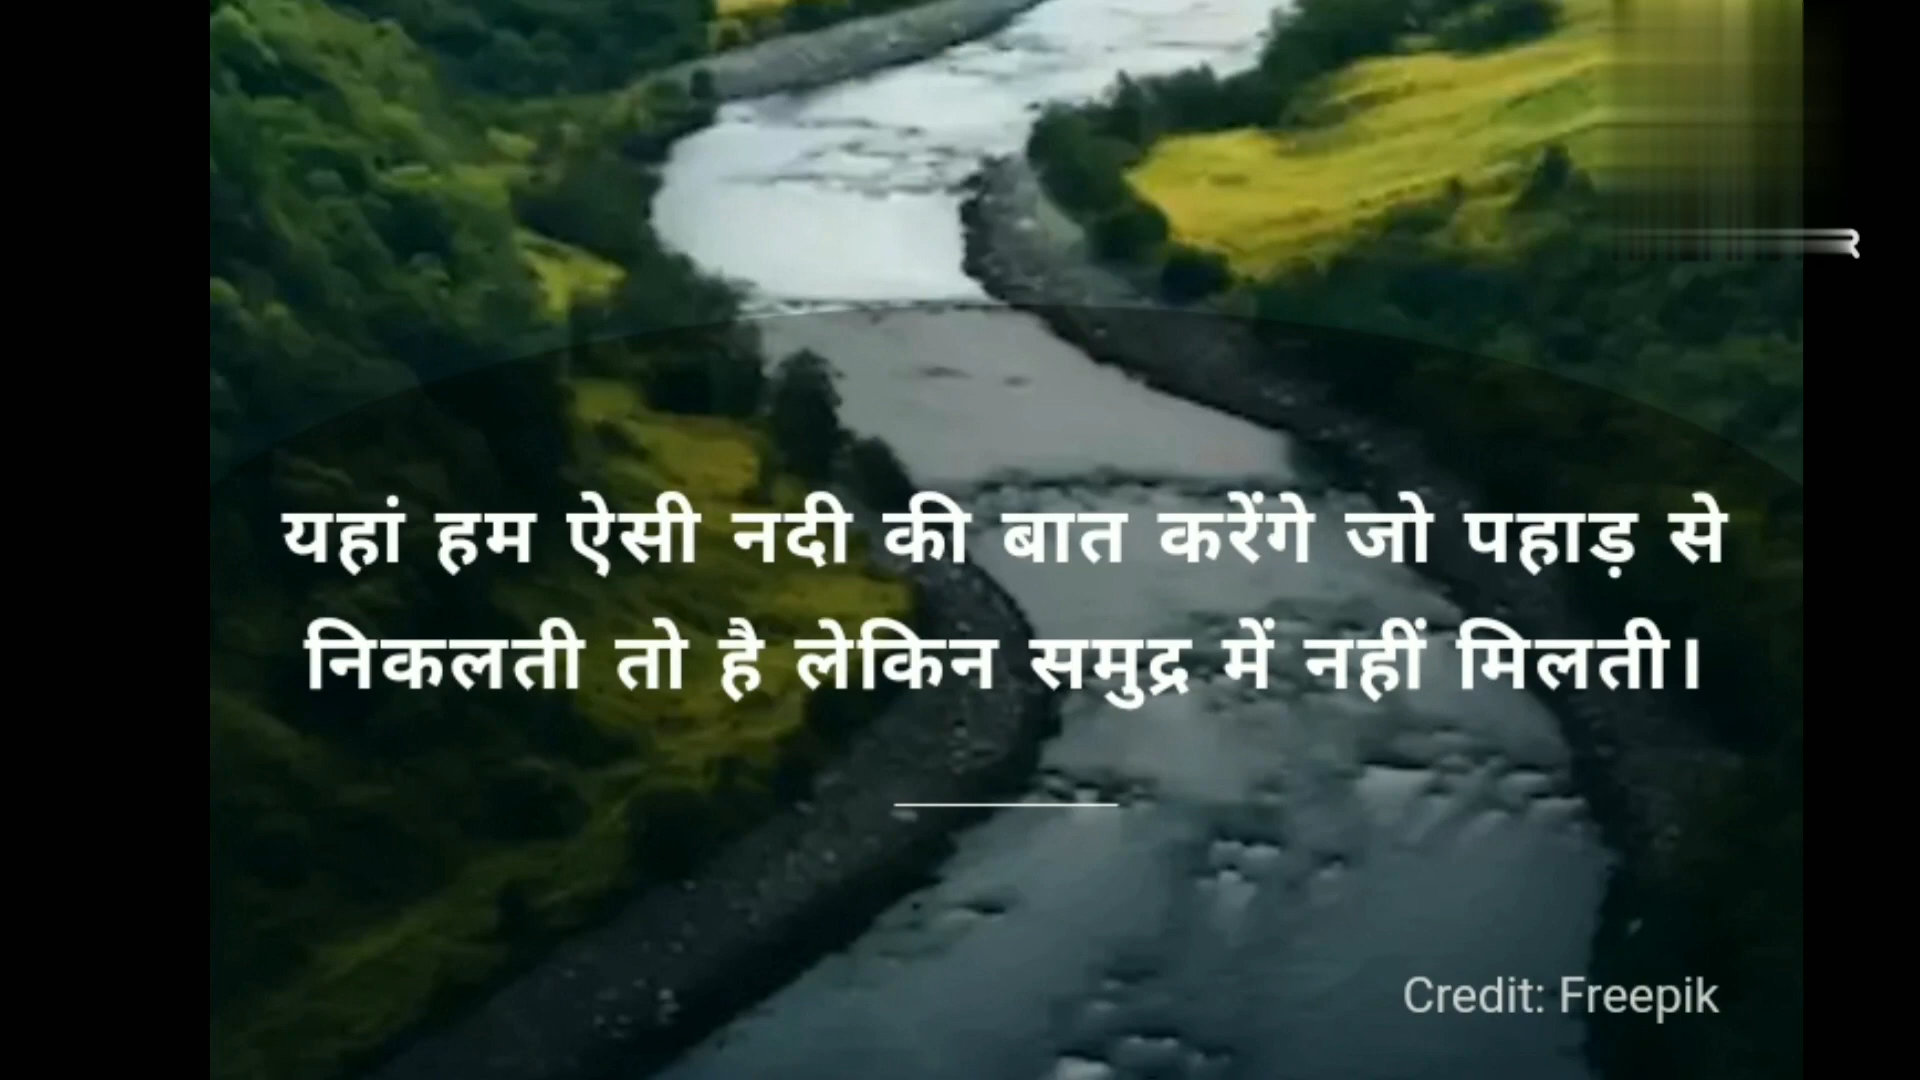 यहां हम ऐसी नदी की बात करेंगे जो पहाड़ से
निकलती तो है लेकिन समुद्र में नहीं मिलती।
Credit: Freepik